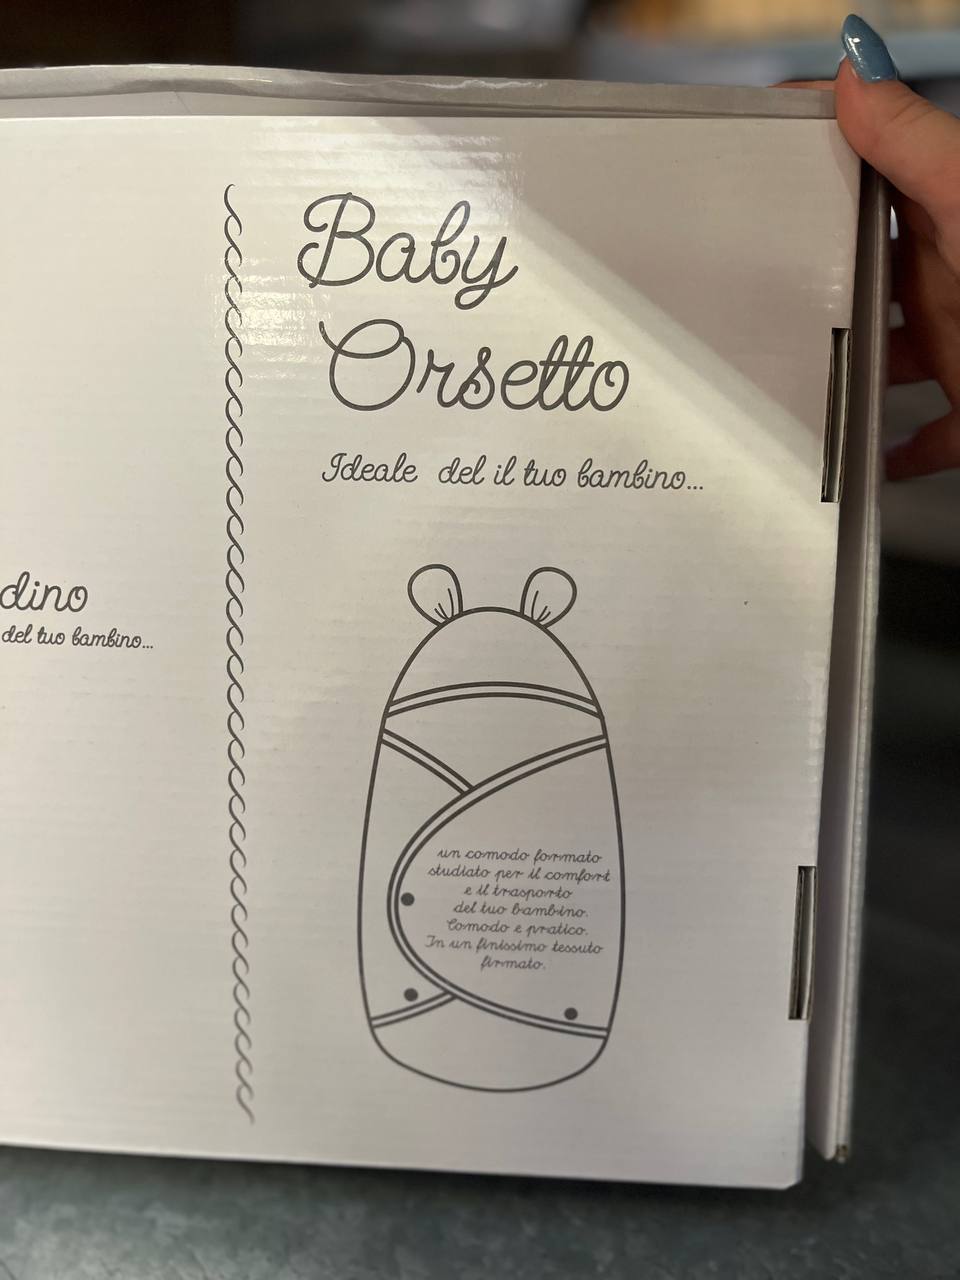 Baby
Orsetto
Ideale del il tuo bambino...
dino
del tuo bambino...
un comodo formato
studiato per il comfort
e il trasporto
del tuo bambino.
Comodo e pratico.
In un finissimo tessuto
firmato.